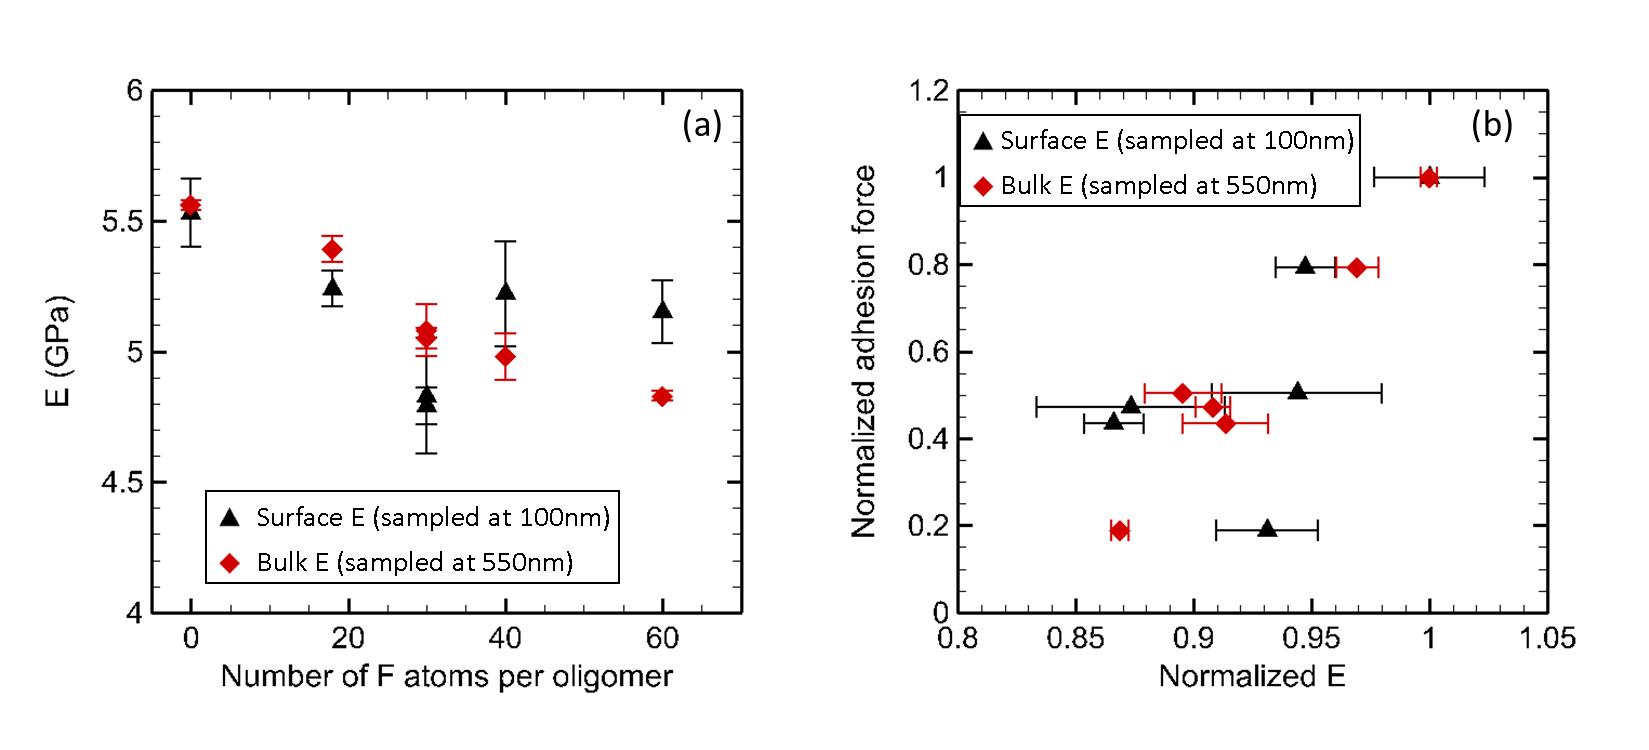 (a)
E (GPa)
6
5.5
5
4.5
4
Surface E (sampled at 100nm)
Bulk E (sampled at 550nm)
0
20
40
60
Number of F atoms per oligomer
(b)
Normalized adhesion force
1.2
1
0.8
0.6
0.4
0.2
0
Surface E (sampled at 100nm)
Bulk E (sampled at 550nm)
0.8
0.85
0.9
0.95
1
1.05
Normalized E